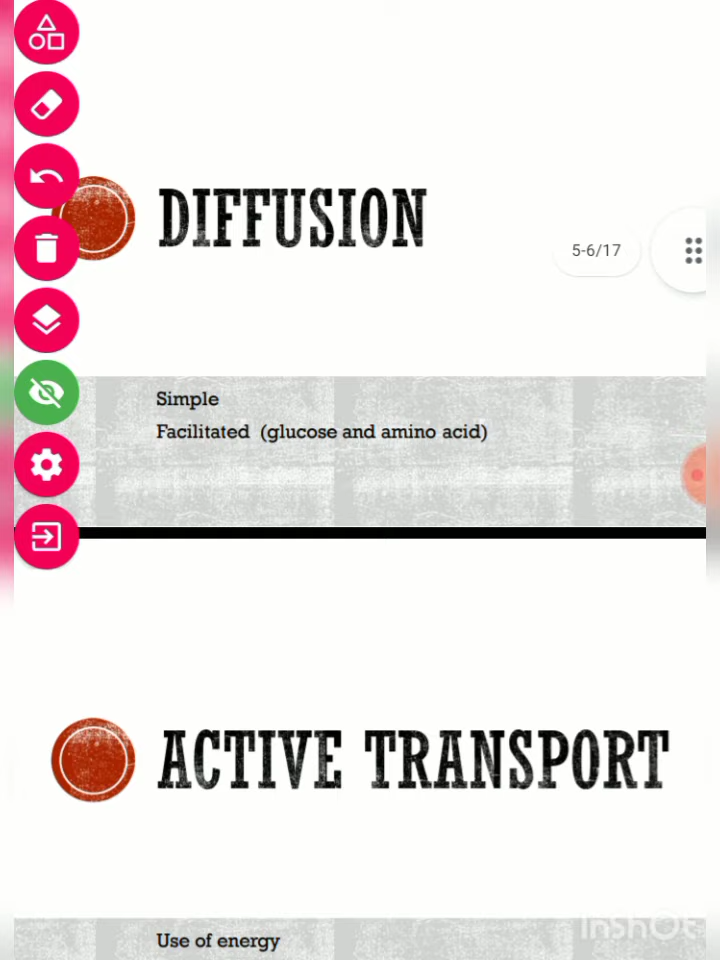 DIFFUSION
5-6/17
Simple
Facilitated (glucose and amino acid)
ACTIVE TRANSPORT
Use of energy
InShOt